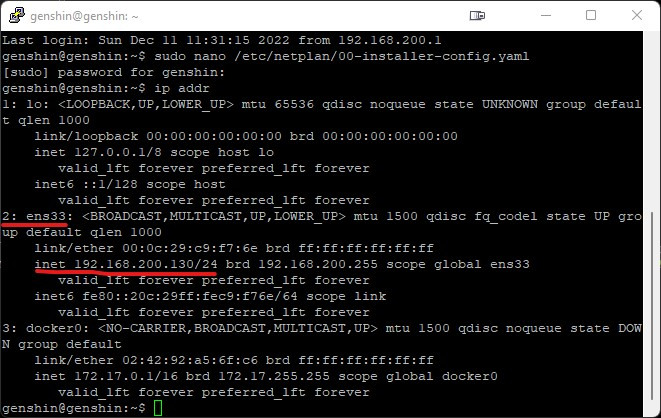 genshin@genshin: ~
Last login: Sun Dec 11 11:31:15 2022 from 192.168.200.1
genshin@genshin:~$ sudo nano /etc/netplan/00-installer-config.yaml
[sudo] password for genshin:
genshin@genshin:~$ ip addr
1: lo: <LOOPBACK,UP,LOWER_UP> mtu 65536 qdisc noqueue state UNKNOWN group defaul
t qlen 1000
    link/loopback 00:00:00:00:00:00 brd 00:00:00:00:00:00
    inet 127.0.0.1/8 scope host lo
       valid_lft forever preferred_lft forever
    inet6 ::1/128 scope host
       valid_lft forever preferred_lft forever
2: ens33: <BROADCAST,MULTICAST,UP,LOWER_UP> mtu 1500 qdisc fq_codel state UP gro
up default qlen 1000
    link/ether 00:0c:29:c9:f7:6e brd ff:ff:ff:ff:ff:ff
    inet 192.168.200.130/24 brd 192.168.200.255 scope global ens33
       valid_lft forever preferred_lft forever
    inet6 fe80::20c:29ff:fec9:f76e/64 scope link
       valid_lft forever preferred_lft forever
3: docker0: <NO-CARRIER,BROADCAST,MULTICAST,UP> mtu 1500 qdisc noqueue state DOW
N group default
    link/ether 02:42:92:a5:6f:c6 brd ff:ff:ff:ff:ff:ff
    inet 172.17.0.1/16 brd 172.17.255.255 scope global docker0
       valid_lft forever preferred_lft forever
genshin@genshin:~$